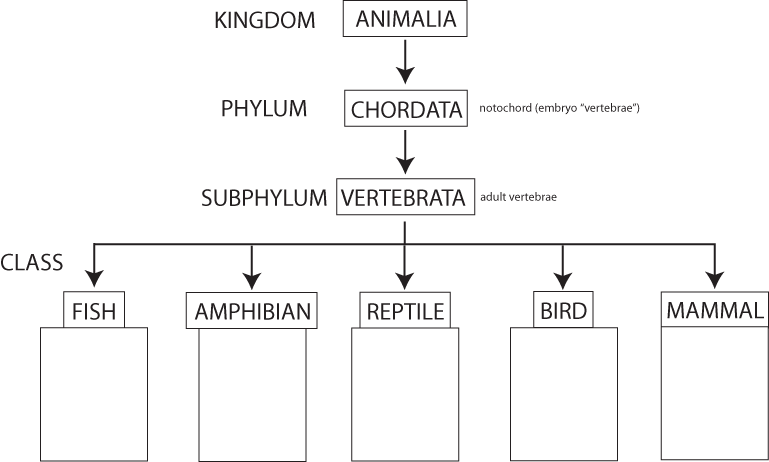 KINGDOM ANIMALIA
PHYLUM CHORDATA notochord (embryo “vertebrae”)
SUBPHYLUM VERTEBRATA adult vertebrae
CLASS
FISH AMPHIBIAN REPTILE BIRD MAMMAL